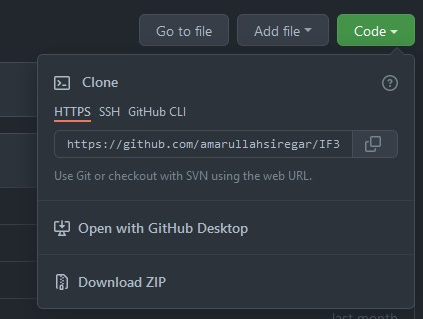 Go to file Add file Code
Clone
HTTPS SSH GitHub CLI
https://github.com/amarullahsiregar/IF3
Use Git or checkout with SVN using the web URL.
Open with GitHub Desktop
Download ZIP
last month